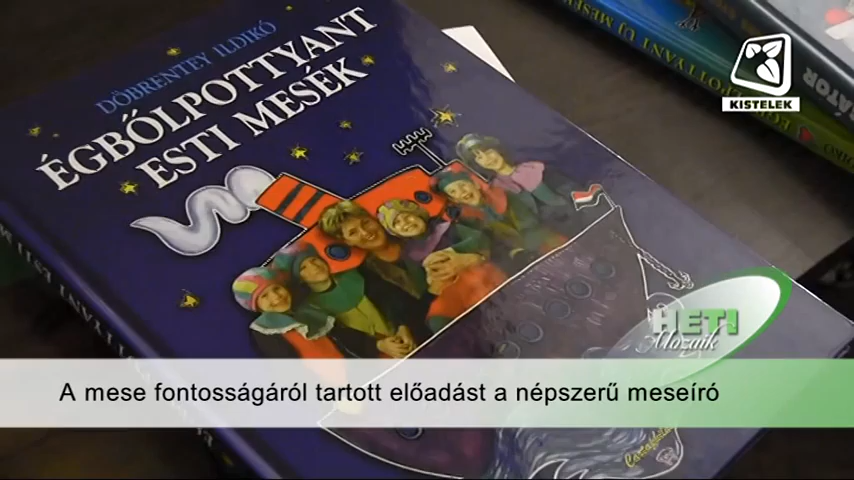 DÖBRENTEY ILDIKÓ
ÉGBŐLPOTTYANT
ESTI MESÉK
KISTELEK
HETI
Mozaik
A mese fontosságáról tartott előadást a népszerű meseíró